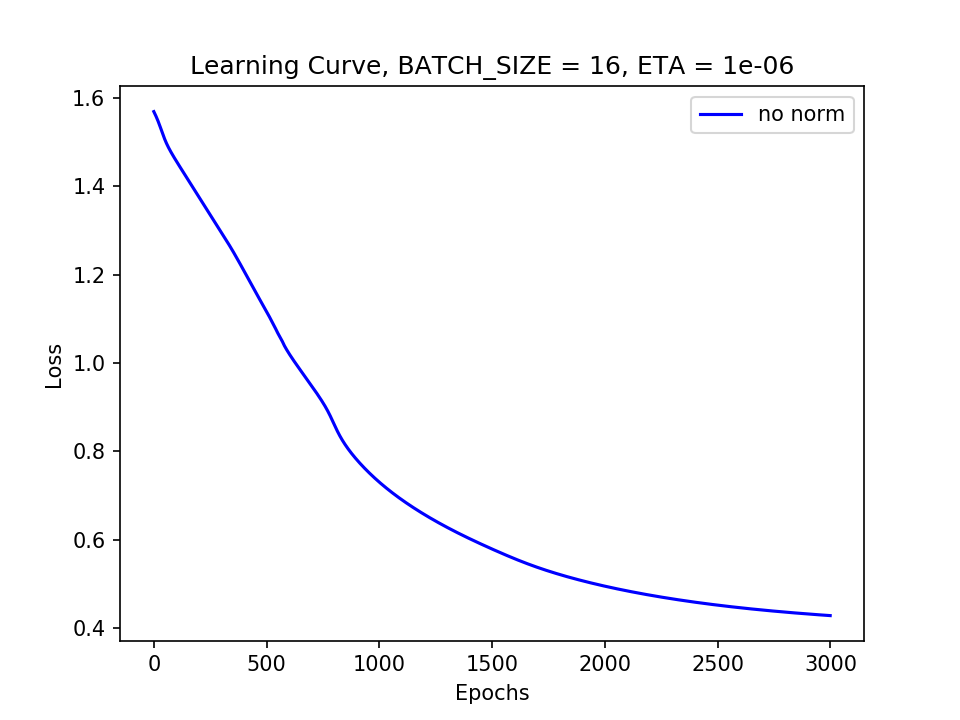 Learning Curve, BATCH_SIZE = 16, ETA = 1e-06
no norm
1.6
1.4
1.2
1.0
0.8
0.6
0.4
Loss
0 500 1000 1500 2000 2500 3000
Epochs